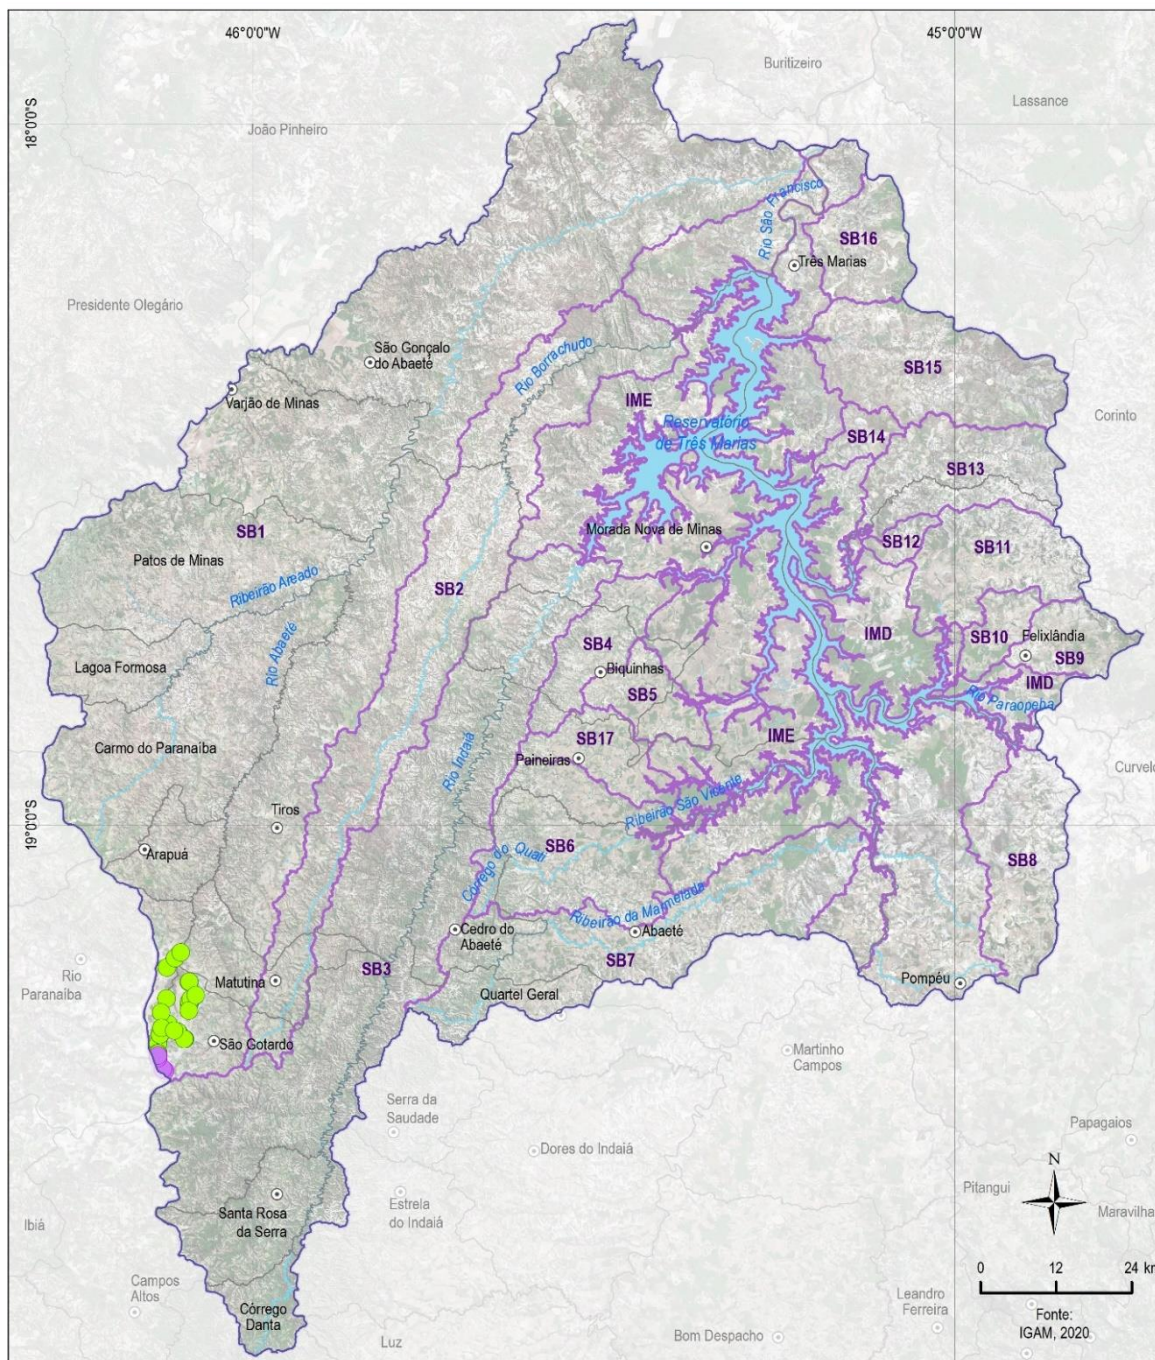 46°0'0"W
45°0'0"W
Buritizeiro
Lassance
18°0'0"S
João Pinheiro
Rio São Francisco
SB16
Três Marias
Presidente Olegário
São Gonçalo
do Abaeté
Rio Borrachudo
SB15
Varjão de Minas
IME
Corinto
Reservatório
de Três Marias
SB14
SB13
SB1
Morada Nova de Minas
SB12
SB11
Patos de Minas
Ribeirão Areado
SB2
Rio Abaeté
SB4
IMD
SB10
Felixlândia
SB9
Lagoa Formosa
Biquinhas
IMD
SB5
Rio Paraopeba
Carmo do Paranaíba
Rio Indaiá
SB17
IME
Paineiras
Curvelo
Ribeirão São Vicente
Tiros
19°0'0"S
Arapuá
SB6
SB8
Córrego do Quati
Ribeirão da Marmelada
Cedro do
Abaeté
Abaeté
SB3
SB7
Rio
Paranaíba
Matutina
Quartel Geral
Pompéu
São Gotardo
Martinho
Campos
Serra da
Saudade
Papagaios
Dores do Indaiá
N
Santa Rosa
da Serra
Estrela
do Indaiá
Pitangui
Maravilha
Ibiá
0 12 24 km
Campos
Altos
Córrego
Danta
Leandro
Ferreira
Fonte:
IGAM, 2020
Luz
Bom Despacho